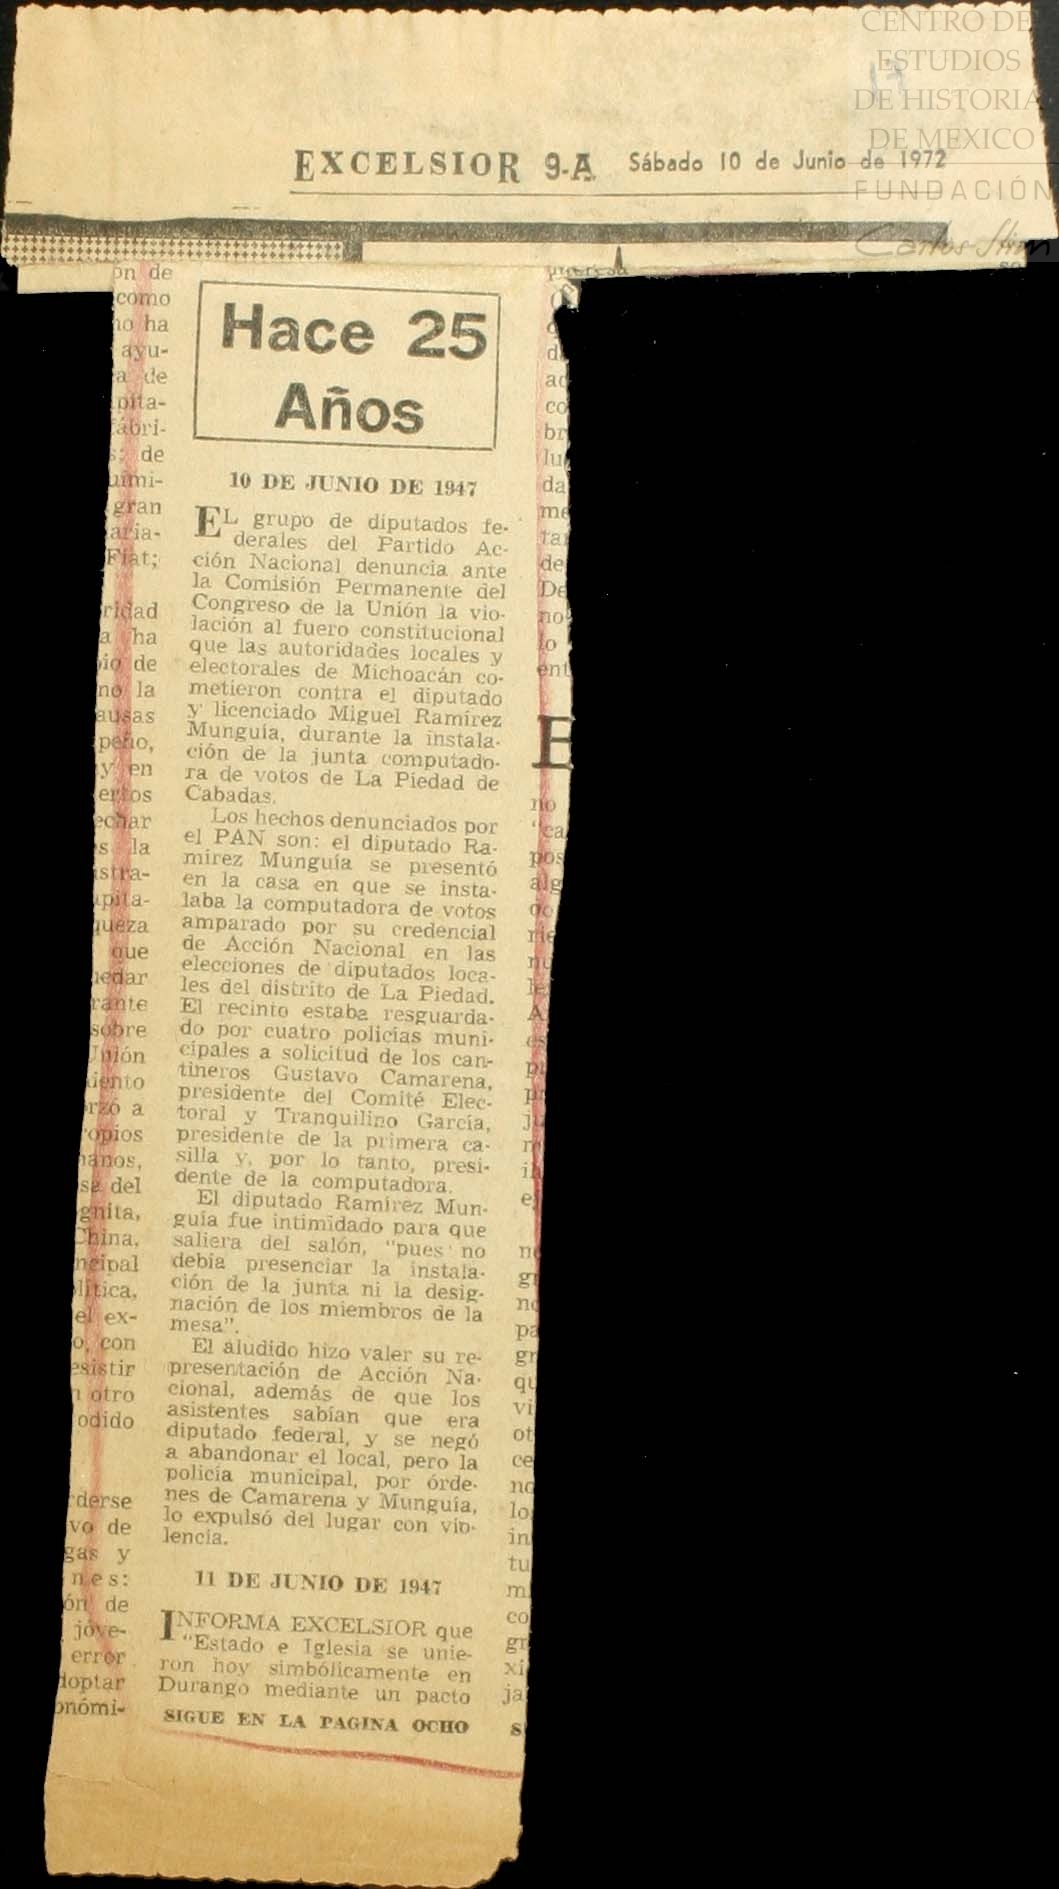 CENTRO DE
ESTUDIOS
DE HISTORIA
DE MEXICO
FUNDACIÓN
Carlos Slim
17
EXCELSIOR 9-A Sábado 10 de Junio de 1972
Hace 25
Años
10 DE JUNIO DE 1947
EL grupo de diputados fe-
derales del Partido Ac-
ción Nacional denuncia ante
la Comisión Permanente del
Congreso de la Unión la vio-
lación al fuero constitucional
que las autoridades locales y
electorales de Michoacán co-
metieron contra el diputado
y licenciado Miguel Ramírez
Munguía, durante la instala-
ción de la junta computado-
ra de votos de La Piedad de
Cabadas.
Los hechos denunciados por
el PAN son: el diputado Ra-
mírez Munguía se presentó
en la casa en que se insta-
laba la computadora de votos
amparado por su credencial
de Acción Nacional en las
elecciones de diputados loca-
les del distrito de La Piedad.
El recinto estaba resguarda-
do por cuatro policías muni-
cipales a solicitud de los can-
tineros Gustavo Camarena,
presidente del Comité Elec-
toral y Tranquilino García,
presidente de la primera ca-
silla y, por lo tanto, presi-
dente de la computadora.
El diputado Ramírez Mun-
guía fue intimidado para que
saliera del salón, "pues no
debía presenciar la instala-
ción de la junta ni la desig-
nación de los miembros de la
mesa".
El aludido hizo valer su re-
presentación de Acción Na-
cional, además de que los
asistentes sabían que era
diputado federal, y se negó
a abandonar el local, pero la
policía municipal, por órde-
nes de Camarena y Munguía,
lo expulsó del lugar con vio-
lencia.
11 DE JUNIO DE 1947
INFORMA EXCELSIOR que
"Estado e Iglesia se unie-
ron hoy simbólicamente en
Durango mediante un pacto
SIGUE EN LA PAGINA OCHO